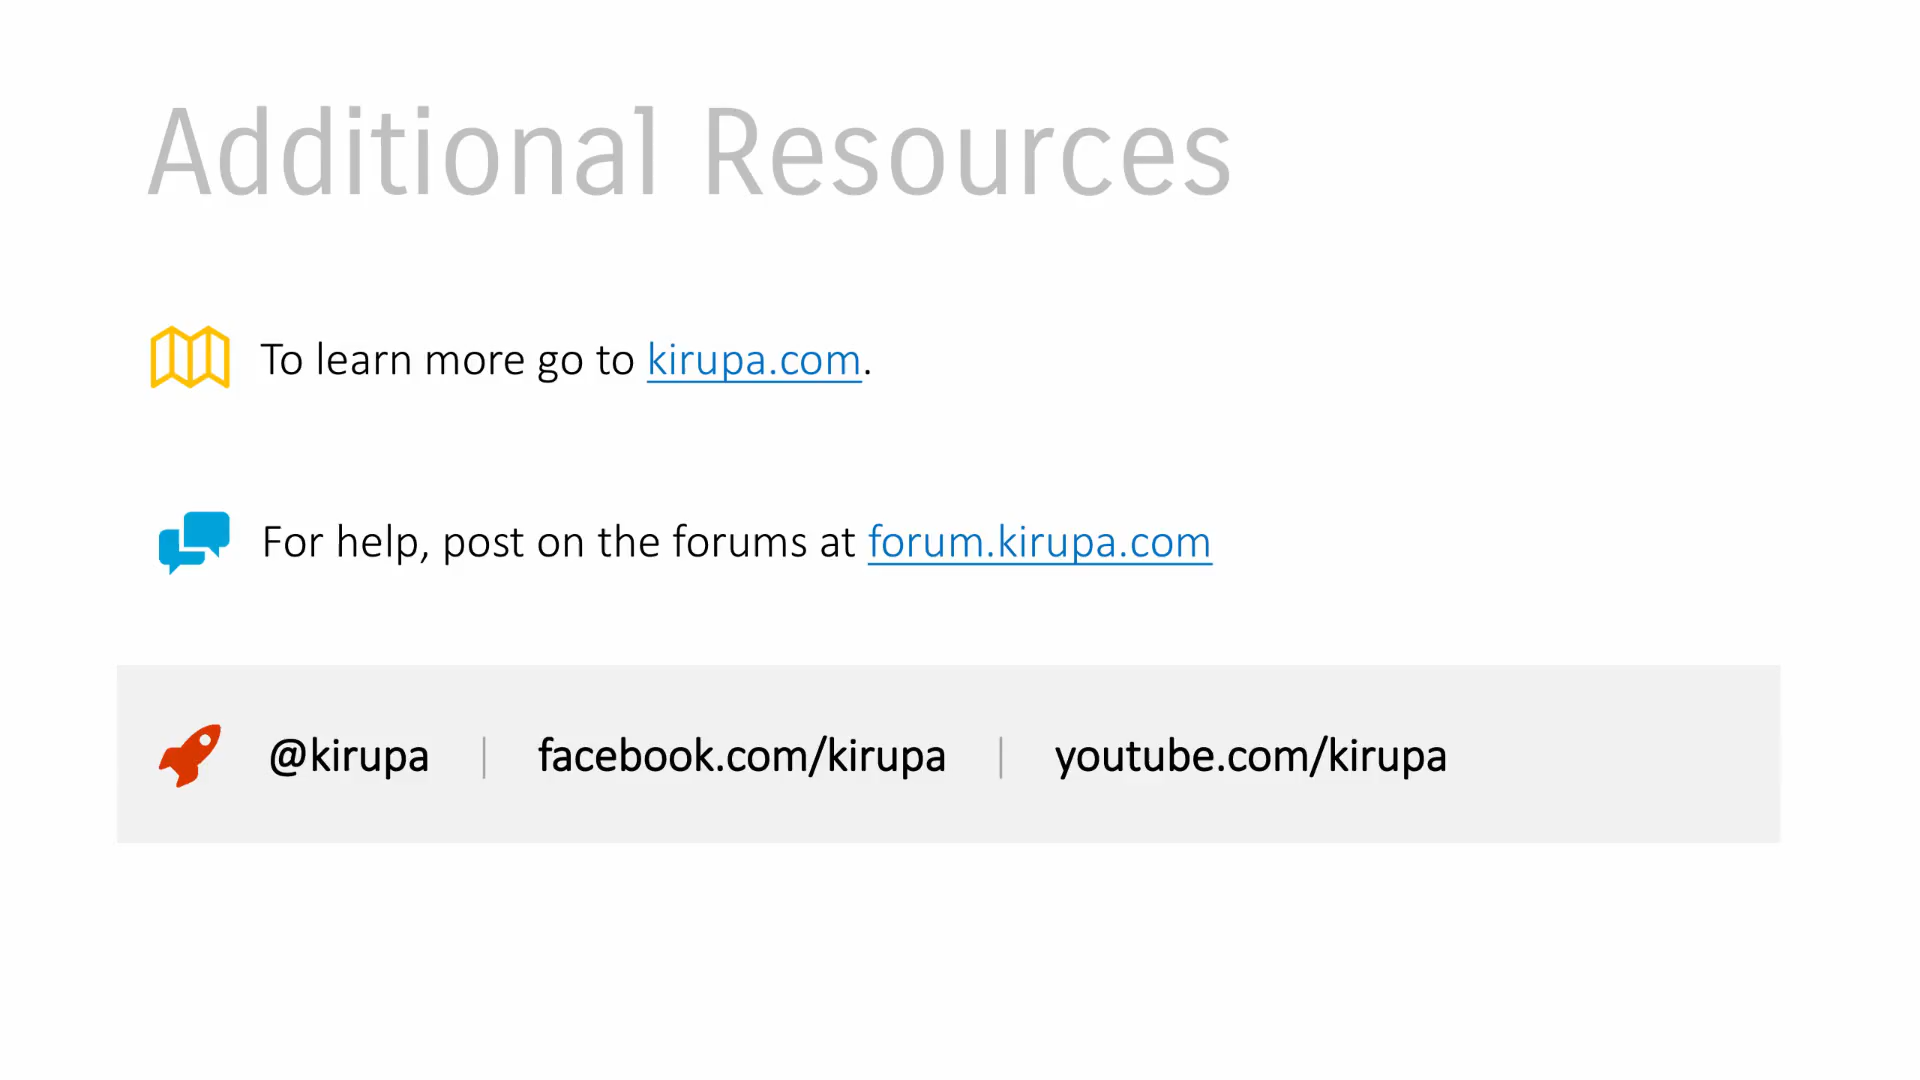 Additional Resources
To learn more go to kirupa.com.
For help, post on the forums at forum.kirupa.com
@kirupa | facebook.com/kirupa | youtube.com/kirupa